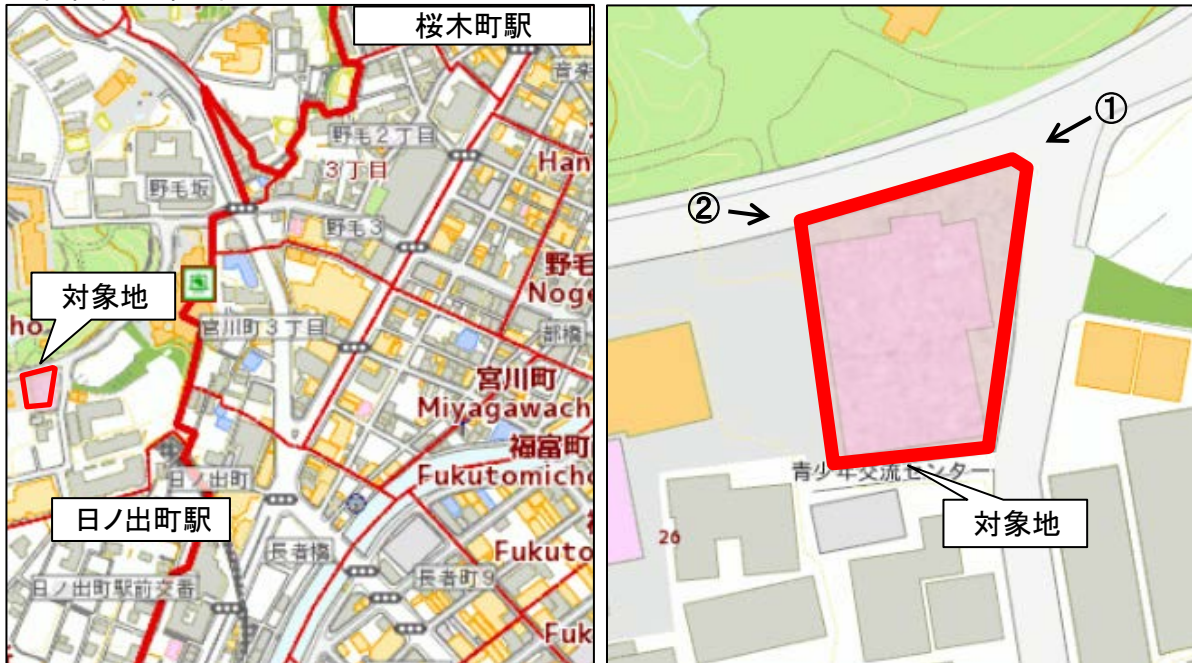 桜木町駅
音楽
野毛2丁目
3丁目
Han
野毛坂
野毛3
野毛
Noge
対象地
ho
宮川町3丁目
都橋
宮川町
Miyagawach
福富町
Fukutomicho
日ノ出町
日ノ出町駅
長者橋
Fukuto
日ノ出町駅前交番
長者町9
Fuk
①
②
青少年交流センター
対象地
26